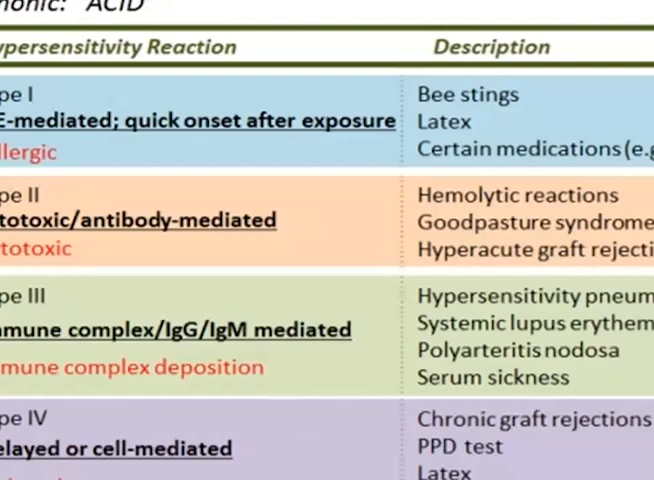 nonic: "ACID"
ypersensitivity Reaction Description
pe I
E-mediated; quick onset after exposure
llergic
Bee stings
Latex
Certain medications (e.g
pe II
totoxic/antibody-mediated
totoxic
Hemolytic reactions
Goodpasture syndrome
Hyperacute graft rejecti
pe III
mmune complex/IgG/IgM mediated
mune complex deposition
Hypersensitivity pneum
Systemic lupus erythem
Polyarteritis nodosa
Serum sickness
pe IV
elayed or cell-mediated
Chronic graft rejections
PPD test
Latex